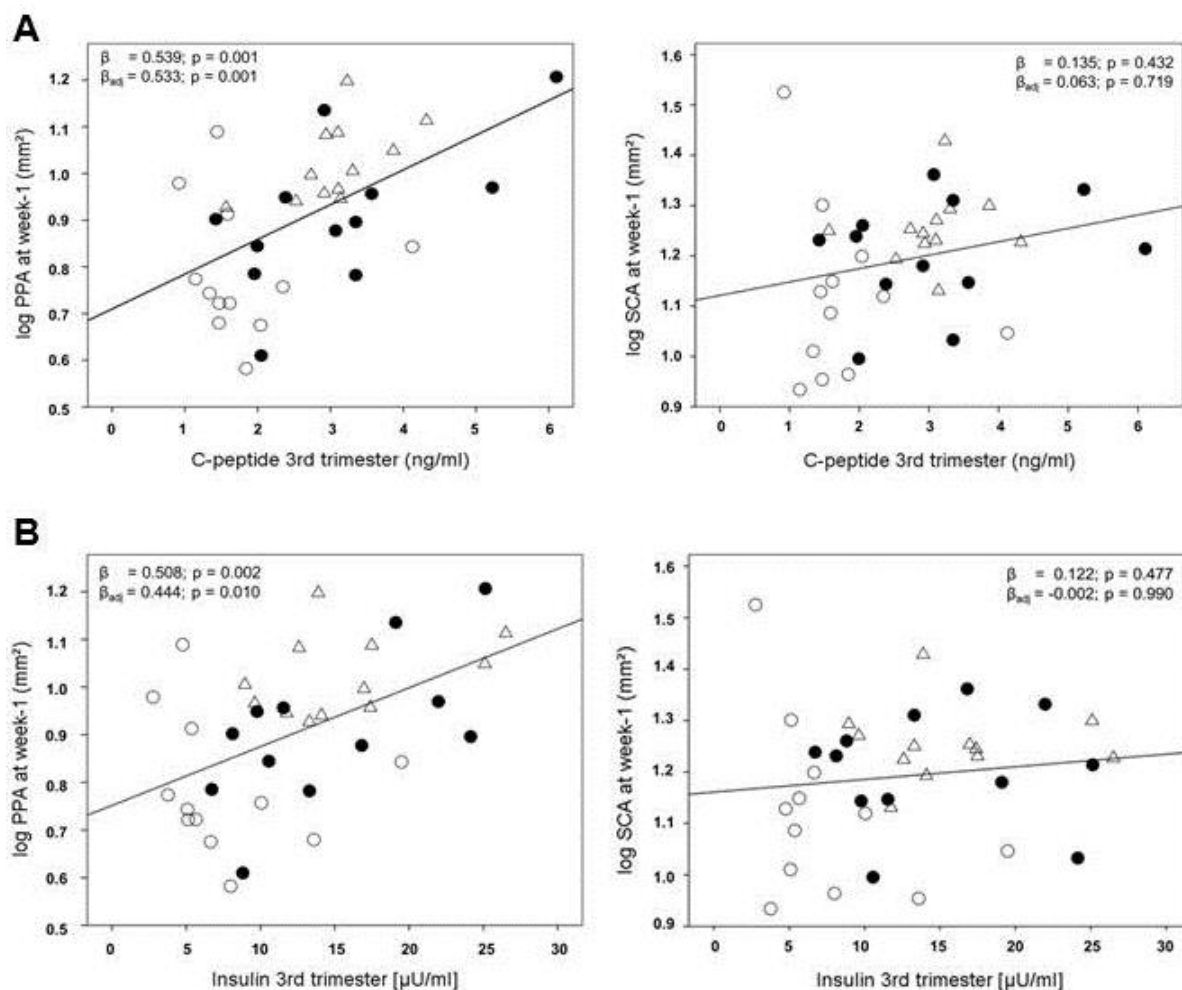 A
β = 0.539; p = 0.001
βadj = 0.533; p = 0.001
log PPA at week-1 (mm²)
1.2
1.1
1.0
0.9
0.8
0.7
0.6
0.5
0 1 2 3 4 5 6
C-peptide 3rd trimester (ng/ml)
β = 0.135; p = 0.432
βadj = 0.063; p = 0.719
log SCA at week-1 (mm²)
1.6
1.5
1.4
1.3
1.2
1.1
1.0
0.9
0 1 2 3 4 5 6
C-peptide 3rd trimester (ng/ml)
B
β = 0.508; p = 0.002
βadj = 0.444; p = 0.010
log PPA at week-1 (mm²)
1.2
1.1
1.0
0.9
0.8
0.7
0.6
0.5
0 5 10 15 20 25 30
Insulin 3rd trimester [µU/ml]
β = 0.122; p = 0.477
βadj = -0.002; p = 0.990
log SCA at week-1 (mm²)
1.6
1.5
1.4
1.3
1.2
1.1
1.0
0.9
0 5 10 15 20 25 30
Insulin 3rd trimester [µU/ml]